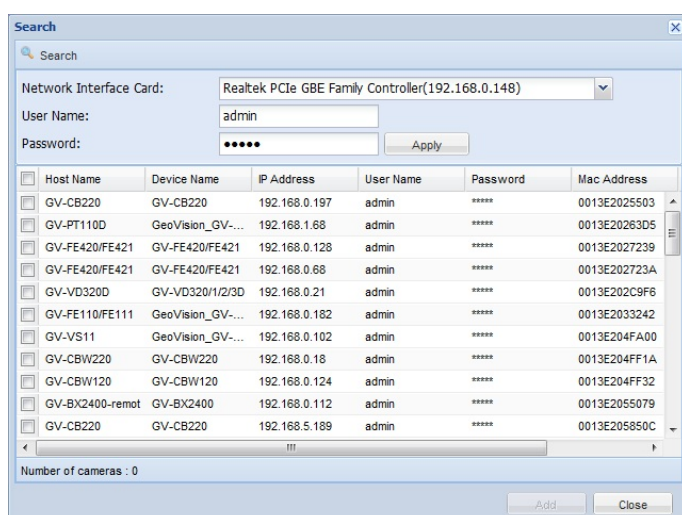 Search
Search
Network Interface Card: Realtek PCIe GBE Family Controller(192.168.0.148)
User Name: admin
Password: ●●●●● Apply
Host Name Device Name IP Address User Name Password Mac Address
GV-CB220 GV-CB220 192.168.0.197 admin ***** 0013E2025503
GV-PT110D GeoVision_GV-... 192.168.1.68 admin ***** 0013E20263D5
GV-FE420/FE421 GV-FE420/FE421 192.168.0.128 admin ***** 0013E2027239
GV-FE420/FE421 GV-FE420/FE421 192.168.0.68 admin ***** 0013E202723A
GV-VD320D GV-VD320/1/2/3D 192.168.0.21 admin ***** 0013E202C9F6
GV-FE110/FE111 GeoVision_GV-... 192.168.0.182 admin ***** 0013E2033242
GV-VS11 GeoVision_GV-... 192.168.0.102 admin ***** 0013E204FA00
GV-CBW220 GV-CBW220 192.168.0.18 admin ***** 0013E204FF1A
GV-CBW120 GV-CBW120 192.168.0.124 admin ***** 0013E204FF32
GV-BX2400-remot GV-BX2400 192.168.0.112 admin ***** 0013E2055079
GV-CB220 GV-CB220 192.168.5.189 admin ***** 0013E205850C
Number of cameras : 0
Add Close